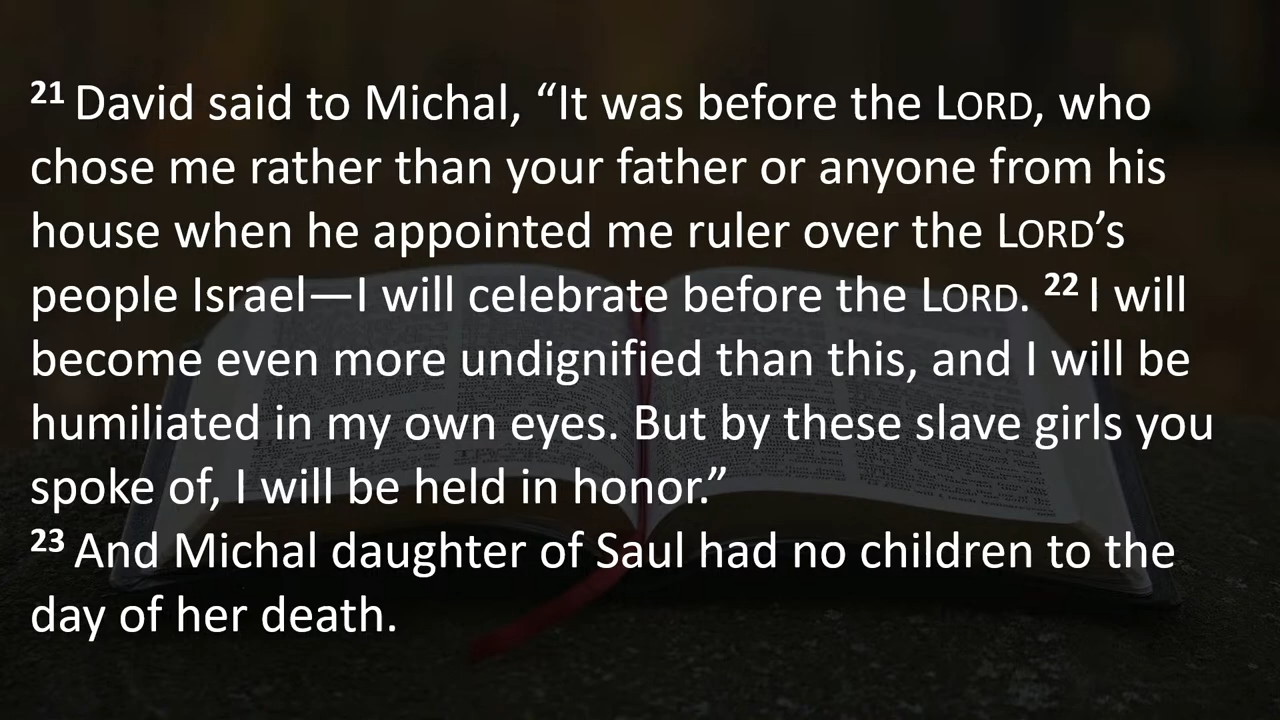 21 David said to Michal, “It was before the LORD, who
chose me rather than your father or anyone from his
house when he appointed me ruler over the LORD’s
people Israel—I will celebrate before the LORD. 22 I will
become even more undignified than this, and I will be
humiliated in my own eyes. But by these slave girls you
spoke of, I will be held in honor.”
23 And Michal daughter of Saul had no children to the
day of her death.